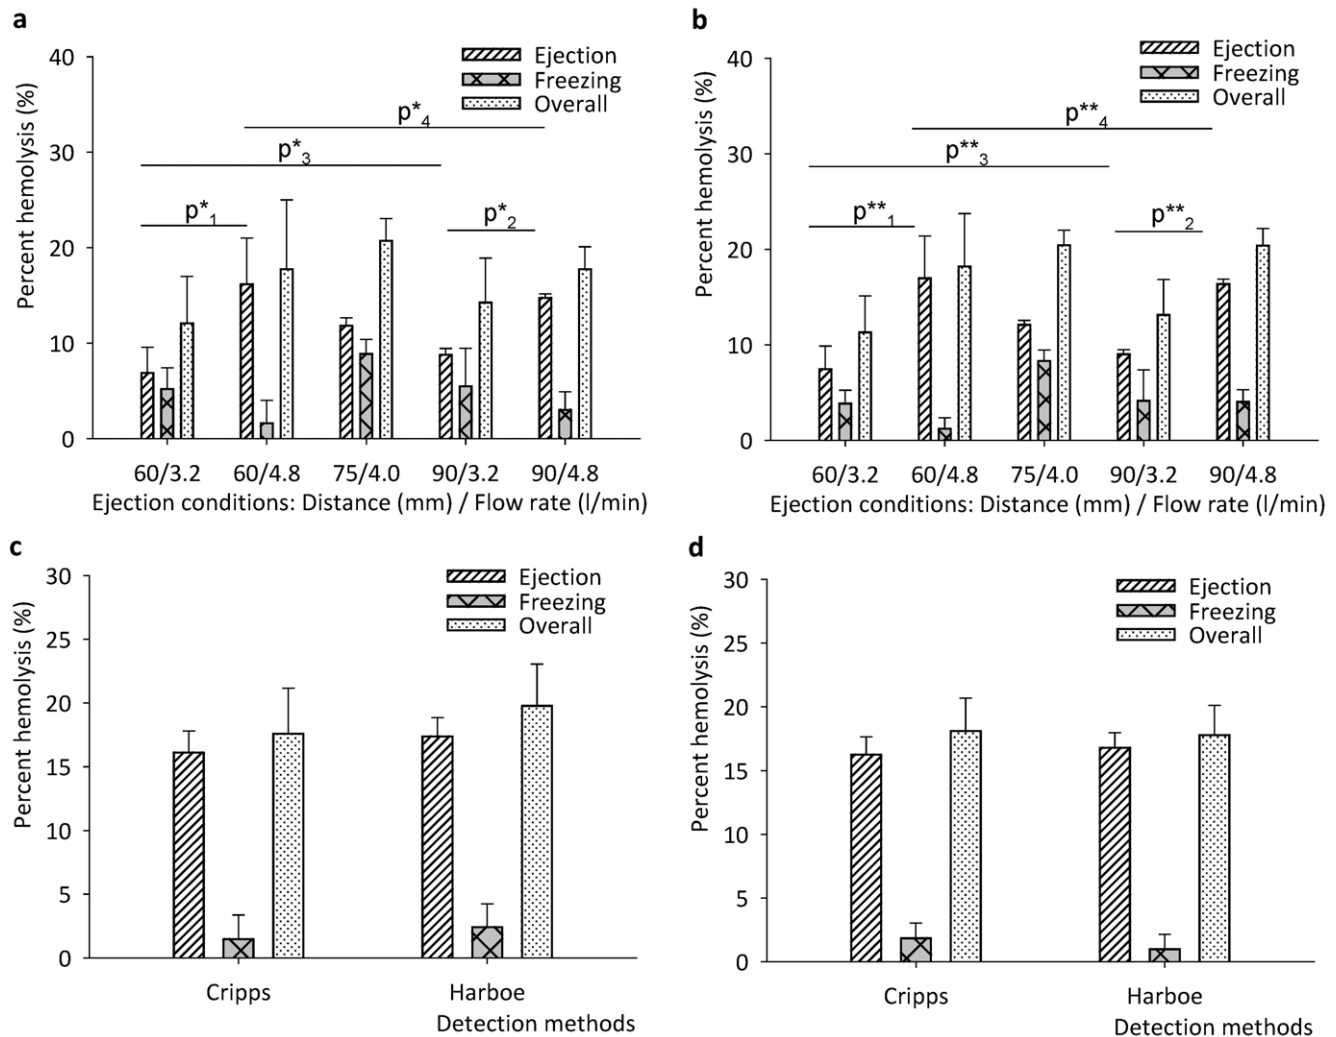 a
Percent hemolysis (%)
40
30
20
10
0
Ejection
Freezing
Overall
p*4
p*3
p*1
p*2
60/3.2 60/4.8 75/4.0 90/3.2 90/4.8
Ejection conditions: Distance (mm) / Flow rate (l/min)
b
Percent hemolysis (%)
40
30
20
10
0
Ejection
Freezing
Overall
p**4
p**3
p**1
p**2
60/3.2 60/4.8 75/4.0 90/3.2 90/4.8
Ejection conditions: Distance (mm) / Flow rate (l/min)
c
Percent hemolysis (%)
30
25
20
15
10
5
0
Ejection
Freezing
Overall
Cripps Harboe
Detection methods
d
Percent hemolysis (%)
30
25
20
15
10
5
0
Ejection
Freezing
Overall
Cripps Harboe
Detection methods